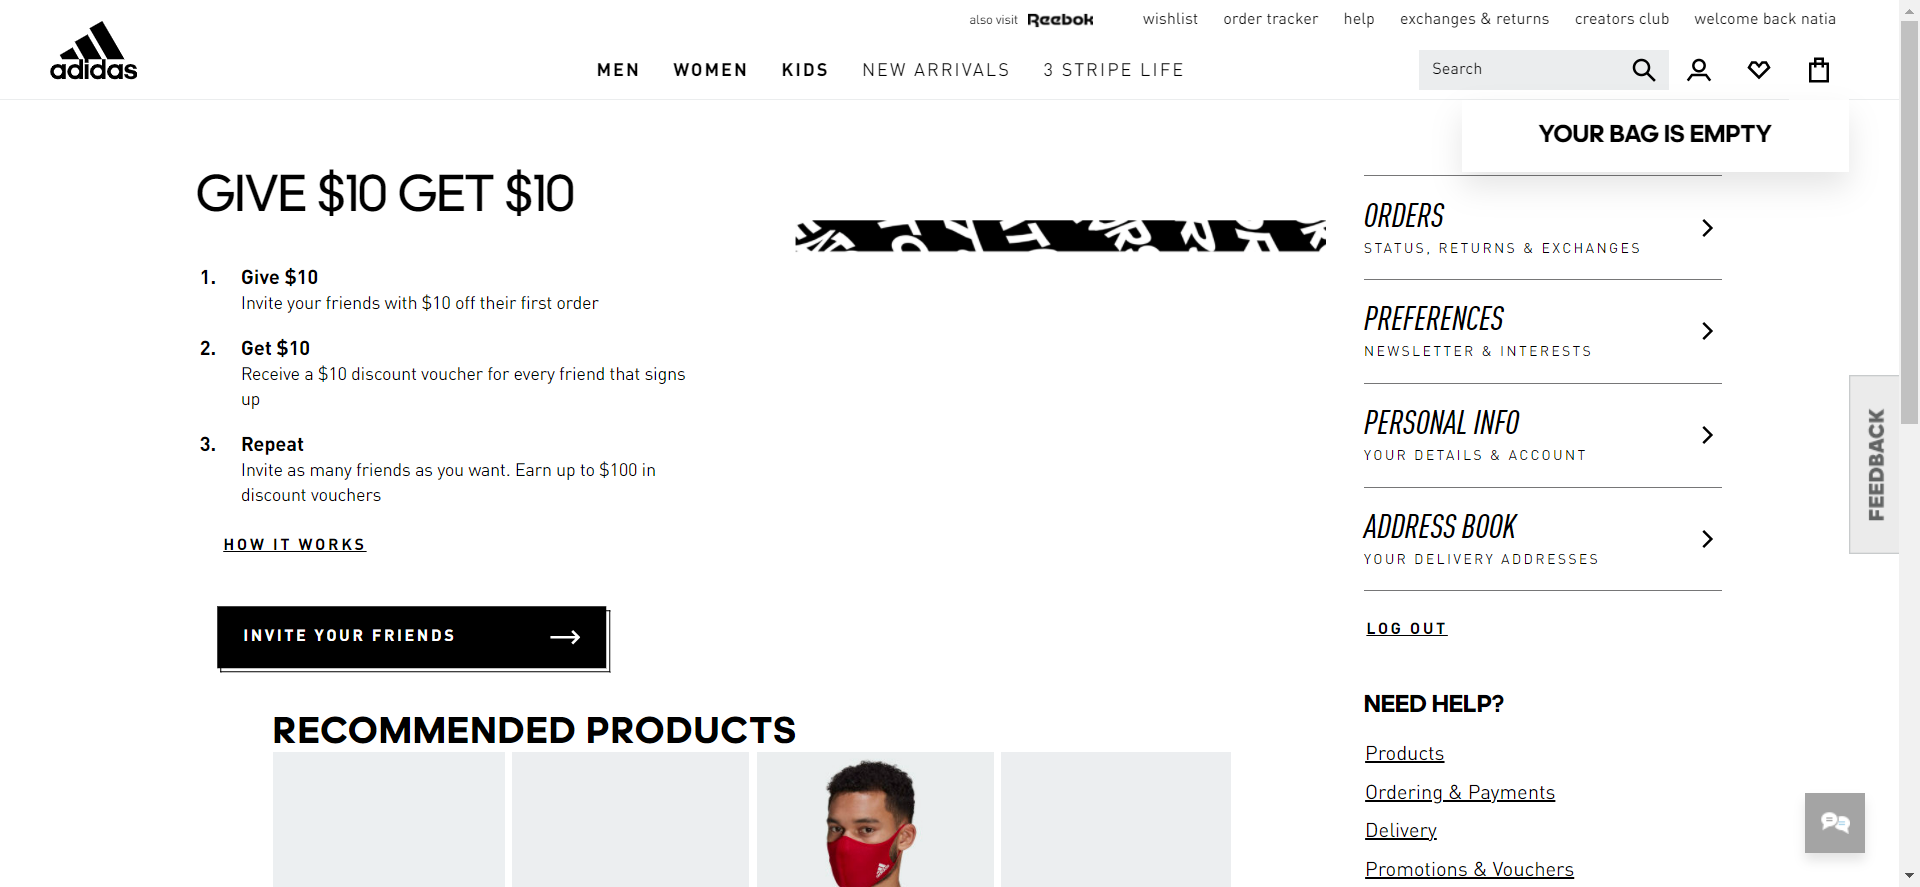 also visit Reebok wishlist order tracker help exchanges & returns creators club welcome back natia
adidas
MEN WOMEN KIDS NEW ARRIVALS 3 STRIPE LIFE
Search
YOUR BAG IS EMPTY
GIVE $10 GET $10
1. Give $10
Invite your friends with $10 off their first order
2. Get $10
Receive a $10 discount voucher for every friend that signs
up
3. Repeat
Invite as many friends as you want. Earn up to $100 in
discount vouchers
HOW IT WORKS
INVITE YOUR FRIENDS
RECOMMENDED PRODUCTS
adidas
ORDERS
STATUS, RETURNS & EXCHANGES
PREFERENCES
NEWSLETTER & INTERESTS
PERSONAL INFO
YOUR DETAILS & ACCOUNT
ADDRESS BOOK
YOUR DELIVERY ADDRESSES
LOG OUT
NEED HELP?
Products
Ordering & Payments
Delivery
Promotions & Vouchers
FEEDBACK